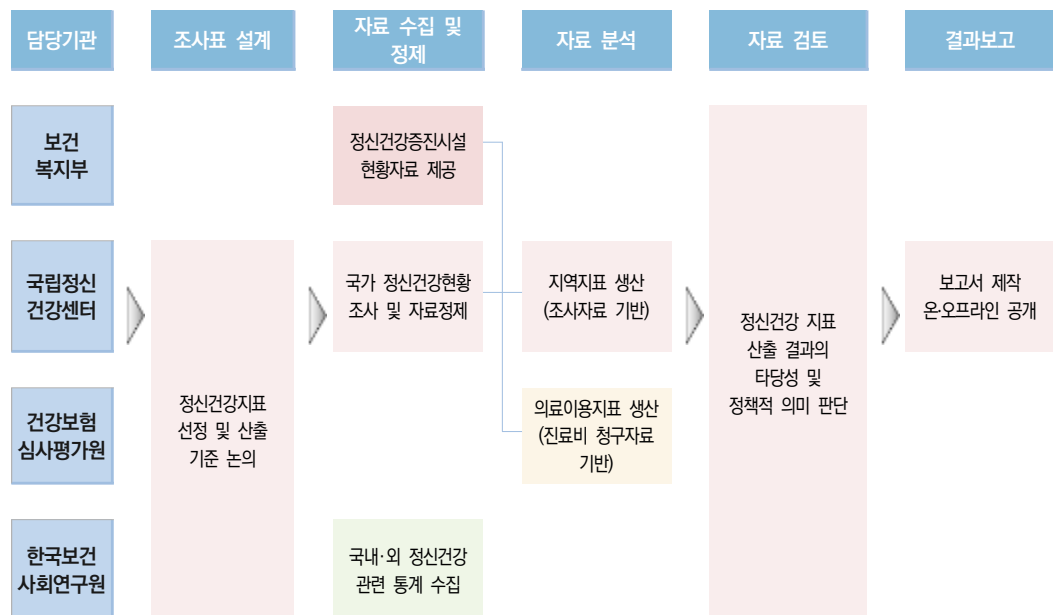 담당기관
조사표 설계
자료 수집 및
정제
자료 분석
자료 검토
결과보고
보건
복지부
정신건강증진시설
현황자료 제공
국립정신
건강센터
국가 정신건강현황
조사 및 자료정제
지역지표 생산
(조사자료 기반)
보고서 제작
온·오프라인 공개
정신건강 지표
산출 결과의
타당성 및
정책적 의미 판단
건강보험
심사평가원
정신건강지표
선정 및 산출
기준 논의
의료이용지표 생산
(진료비 청구자료
기반)
한국보건
사회연구원
국내·외 정신건강
관련 통계 수집